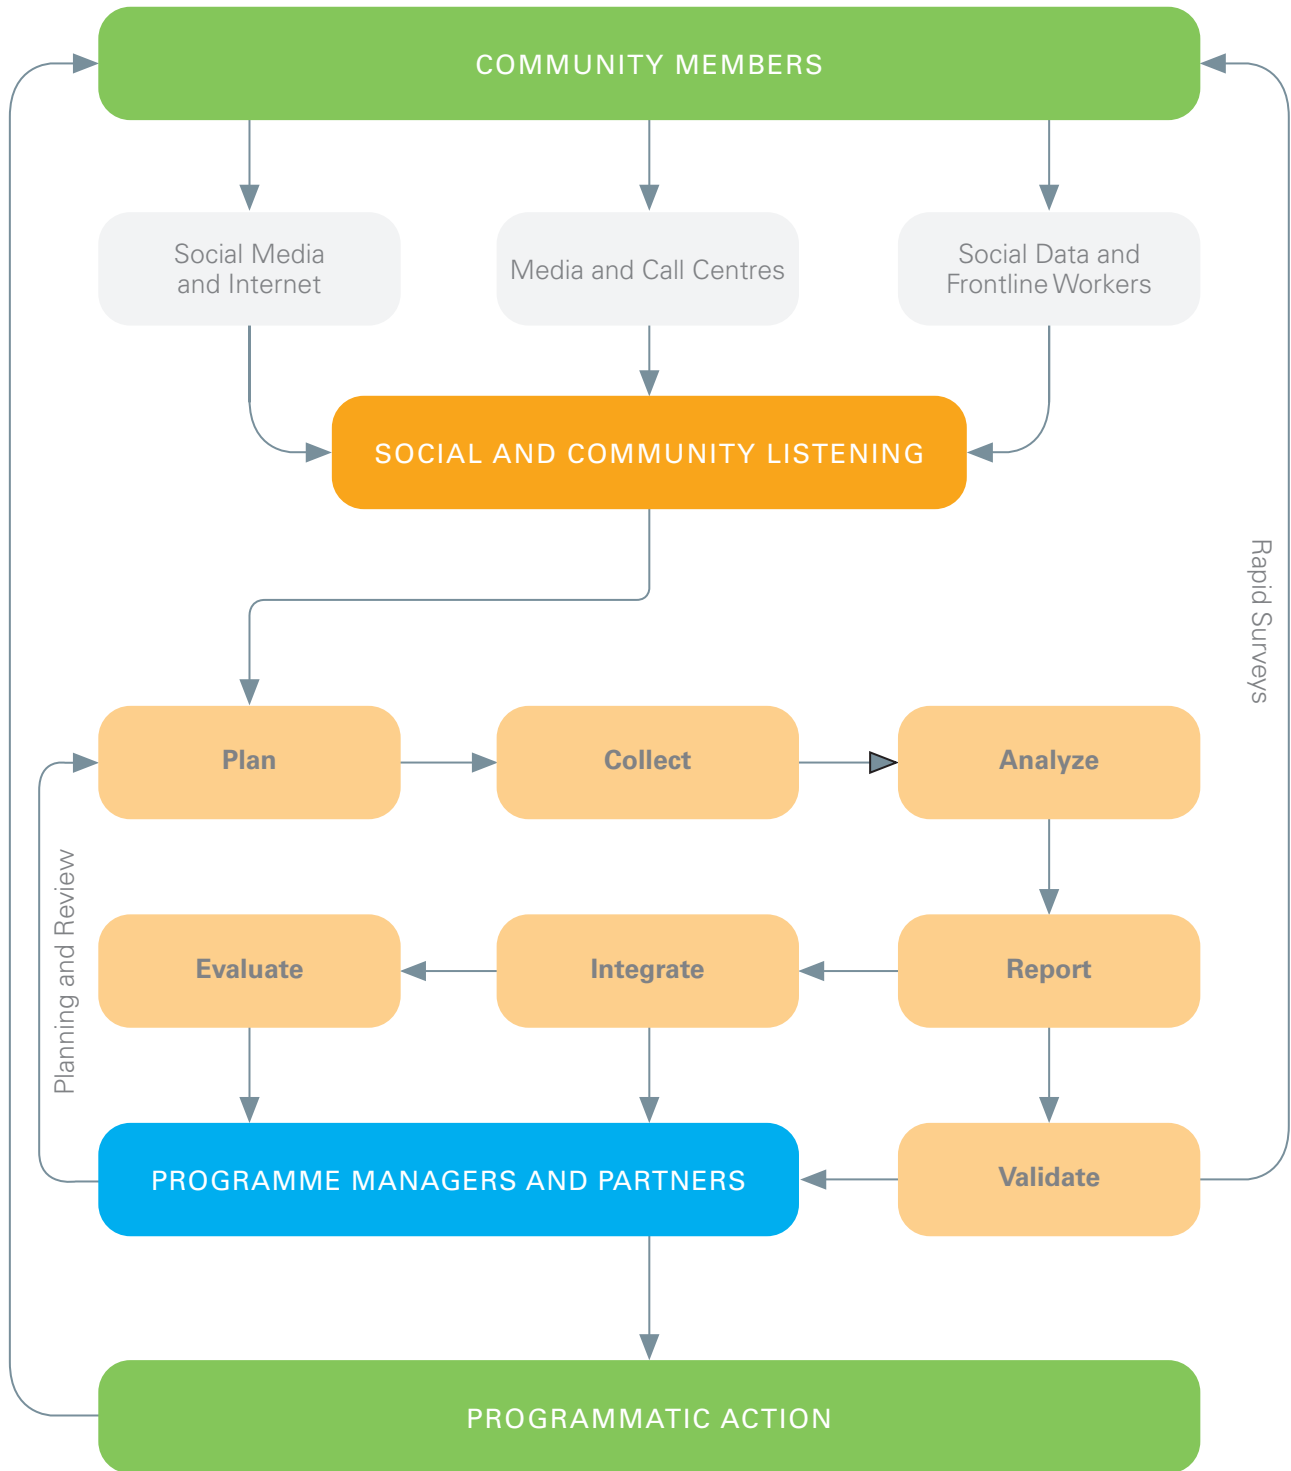 COMMUNITY MEMBERS
Social Media
and Internet
Media and Call Centres
Social Data and
Frontline Workers
SOCIAL AND COMMUNITY LISTENING
Rapid Surveys
Plan
Collect
Analyze
Planning and Review
Evaluate
Integrate
Report
PROGRAMME MANAGERS AND PARTNERS
Validate
PROGRAMMATIC ACTION